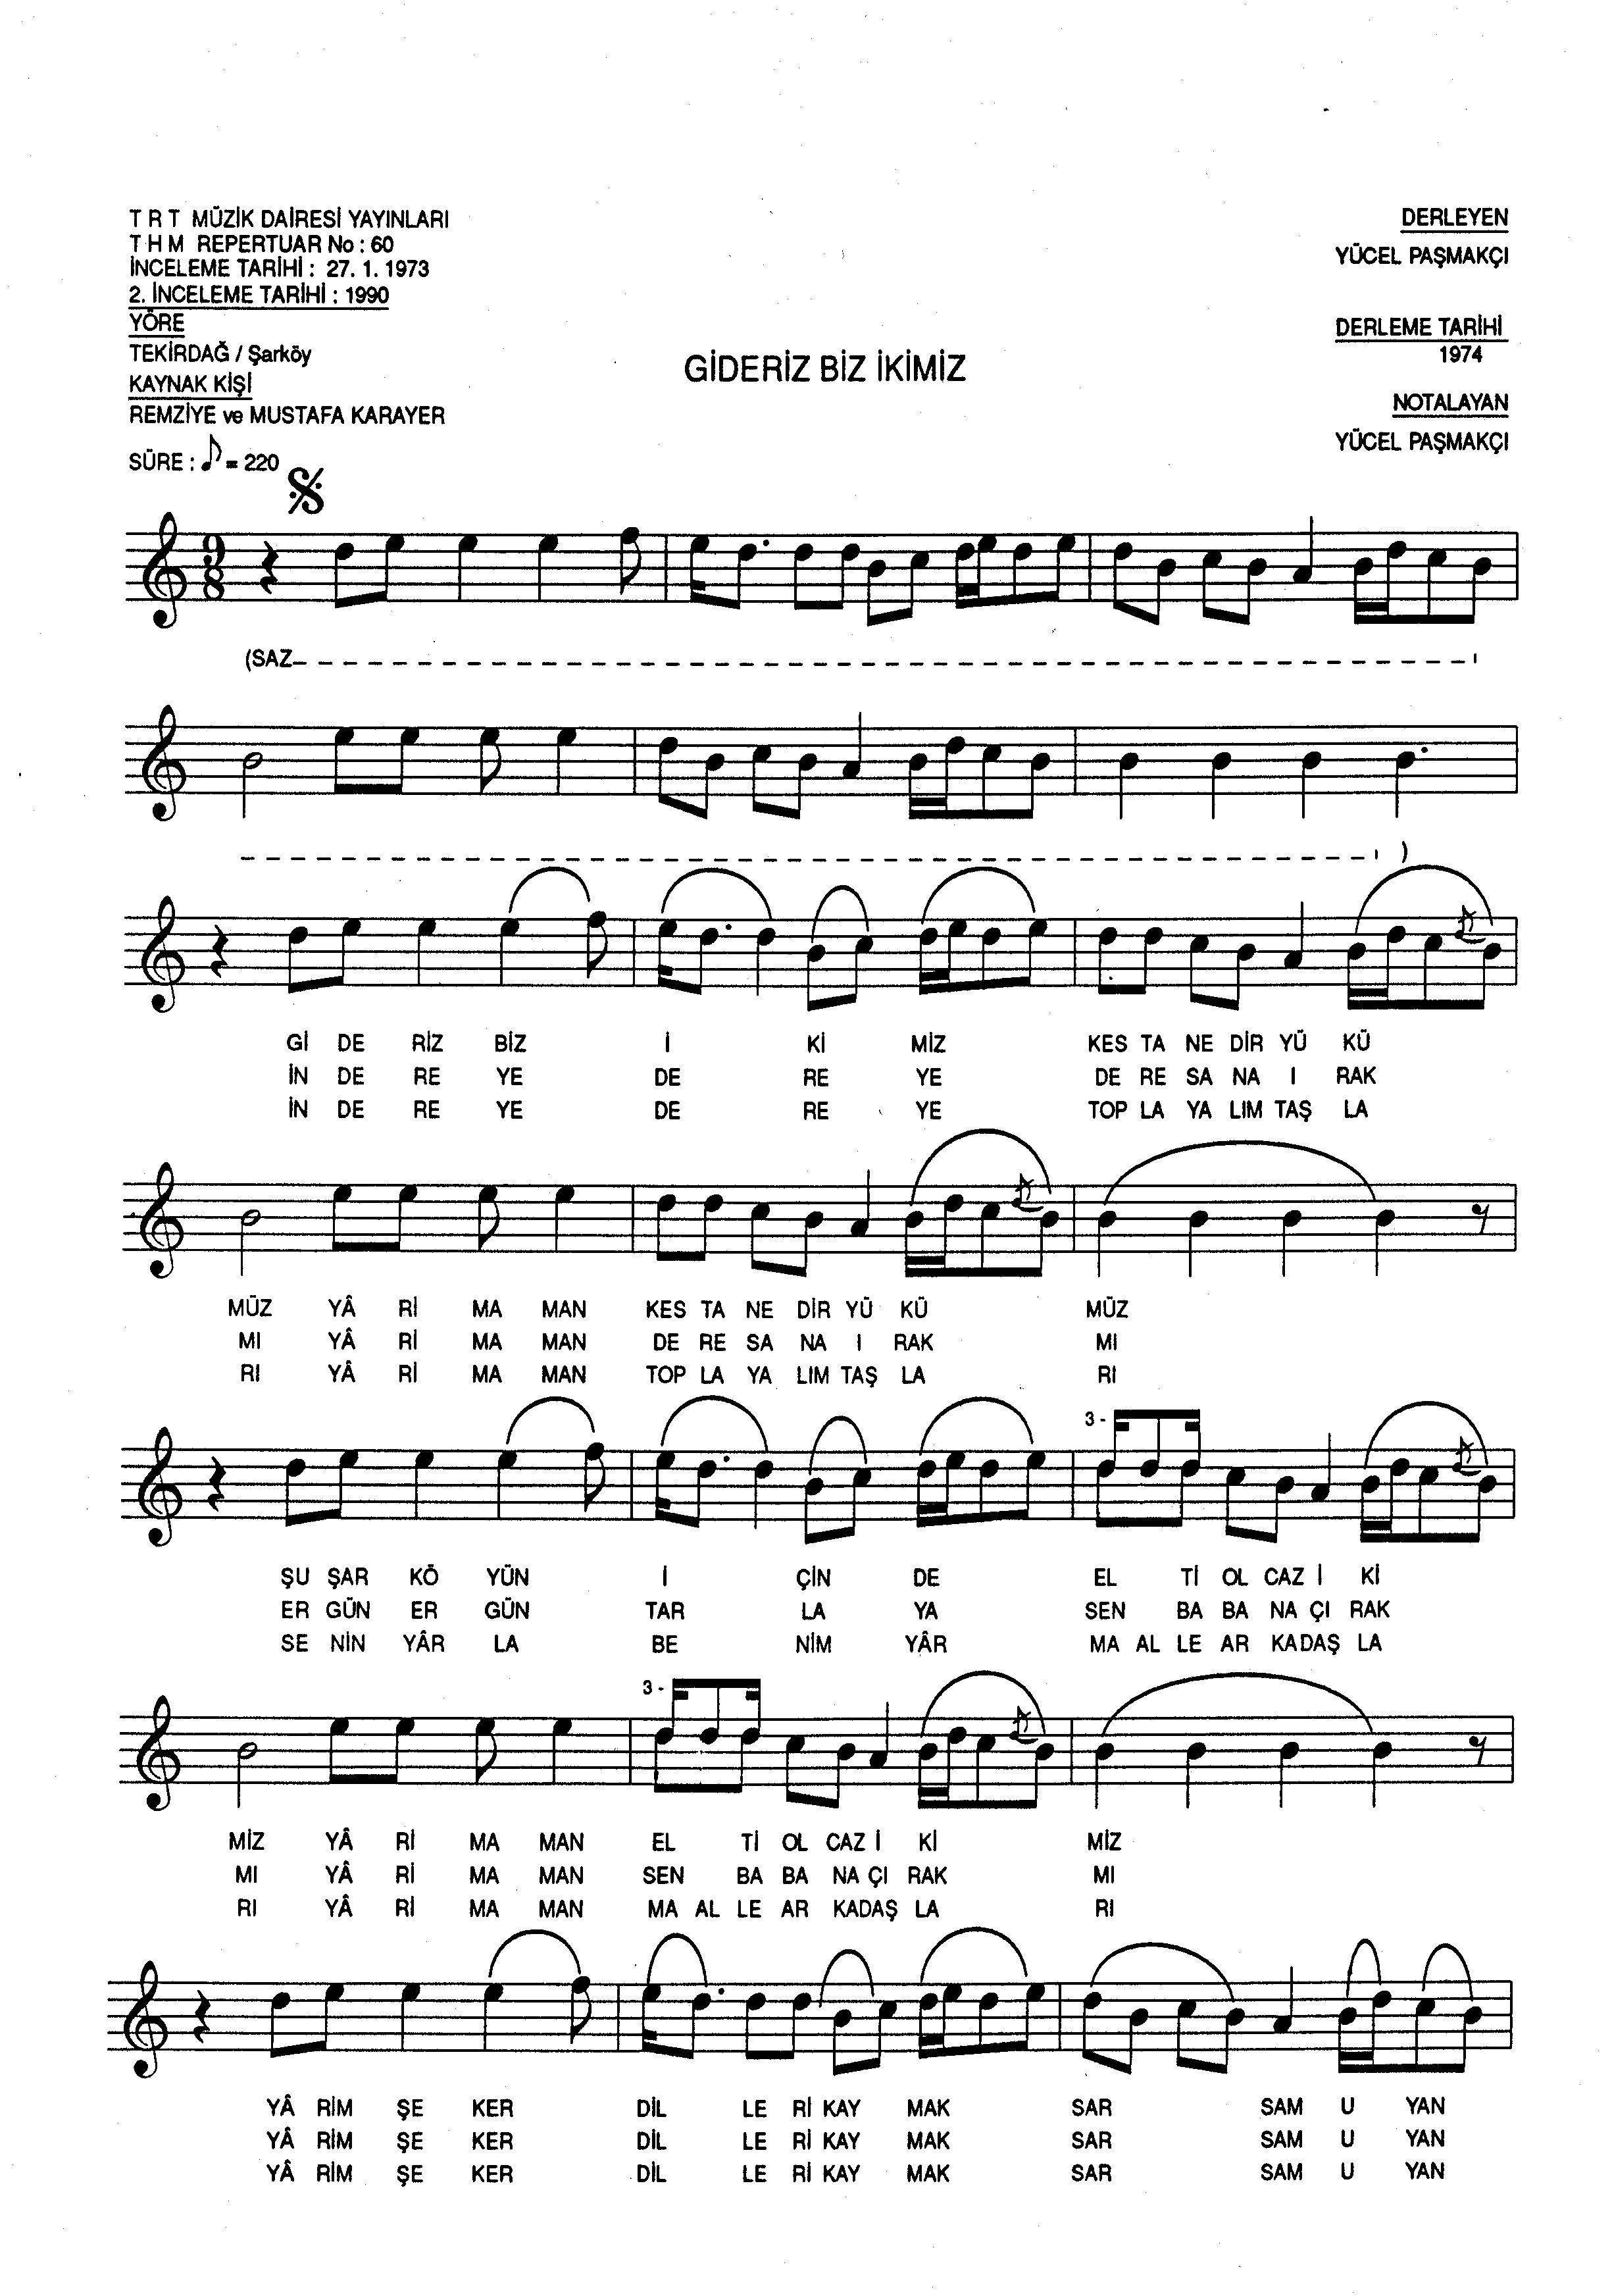 T R T MÜZİK DAİRESİ YAYINLARI
T H M REPERTUAR No : 60
İNCELEME TARİHİ : 27. 1. 1973
2. İNCELEME TARİHİ : 1990
YÖRE
TEKİRDAĞ / Şarköy
KAYNAK KİŞİ
REMZİYE ve MUSTAFA KARAYER
SÜRE : ♪ = 220
GİDERİZ BİZ İKİMİZ
DERLEYEN
YÜCEL PAŞMAKÇI
DERLEME TARİHİ
1974
NOTALAYAN
YÜCEL PAŞMAKÇI
9
8
(SAZ
)
Gİ DE RİZ BİZ İ Kİ MİZ KES TA NE DİR YÜ KÜ
İN DE RE YE DE RE YE DE RE SA NA I RAK
İN DE RE YE DE RE YE TOP LA YA LIM TAŞ LA
MÜZ YÂ Rİ MA MAN KES TA NE DİR YÜ KÜ MÜZ
MI YÂ Rİ MA MAN DE RE SA NA I RAK MI
RI YÂ Rİ MA MAN TOP LA YA LIM TAŞ LA RI
3 -
ŞU ŞAR KÖ YÜN İ ÇİN DE EL Tİ OL CAZ İ Kİ
ER GÜN ER GÜN TAR LA YA SEN BA BA NA ÇI RAK
SE NİN YÂR LA BE NİM YÂR MA AL LE AR KADAŞ LA
3 -
MİZ YÂ Rİ MA MAN EL Tİ OL CAZ İ Kİ MİZ
MI YÂ Rİ MA MAN SEN BA BA NA ÇI RAK MI
RI YÂ Rİ MA MAN MA AL LE AR KADAŞ LA RI
YÂ RİM ŞE KER DİL LE Rİ KAY MAK SAR SAM U YAN
YÂ RİM ŞE KER DİL LE Rİ KAY MAK SAR SAM U YAN
YÂ RİM ŞE KER DİL LE Rİ KAY MAK SAR SAM U YAN